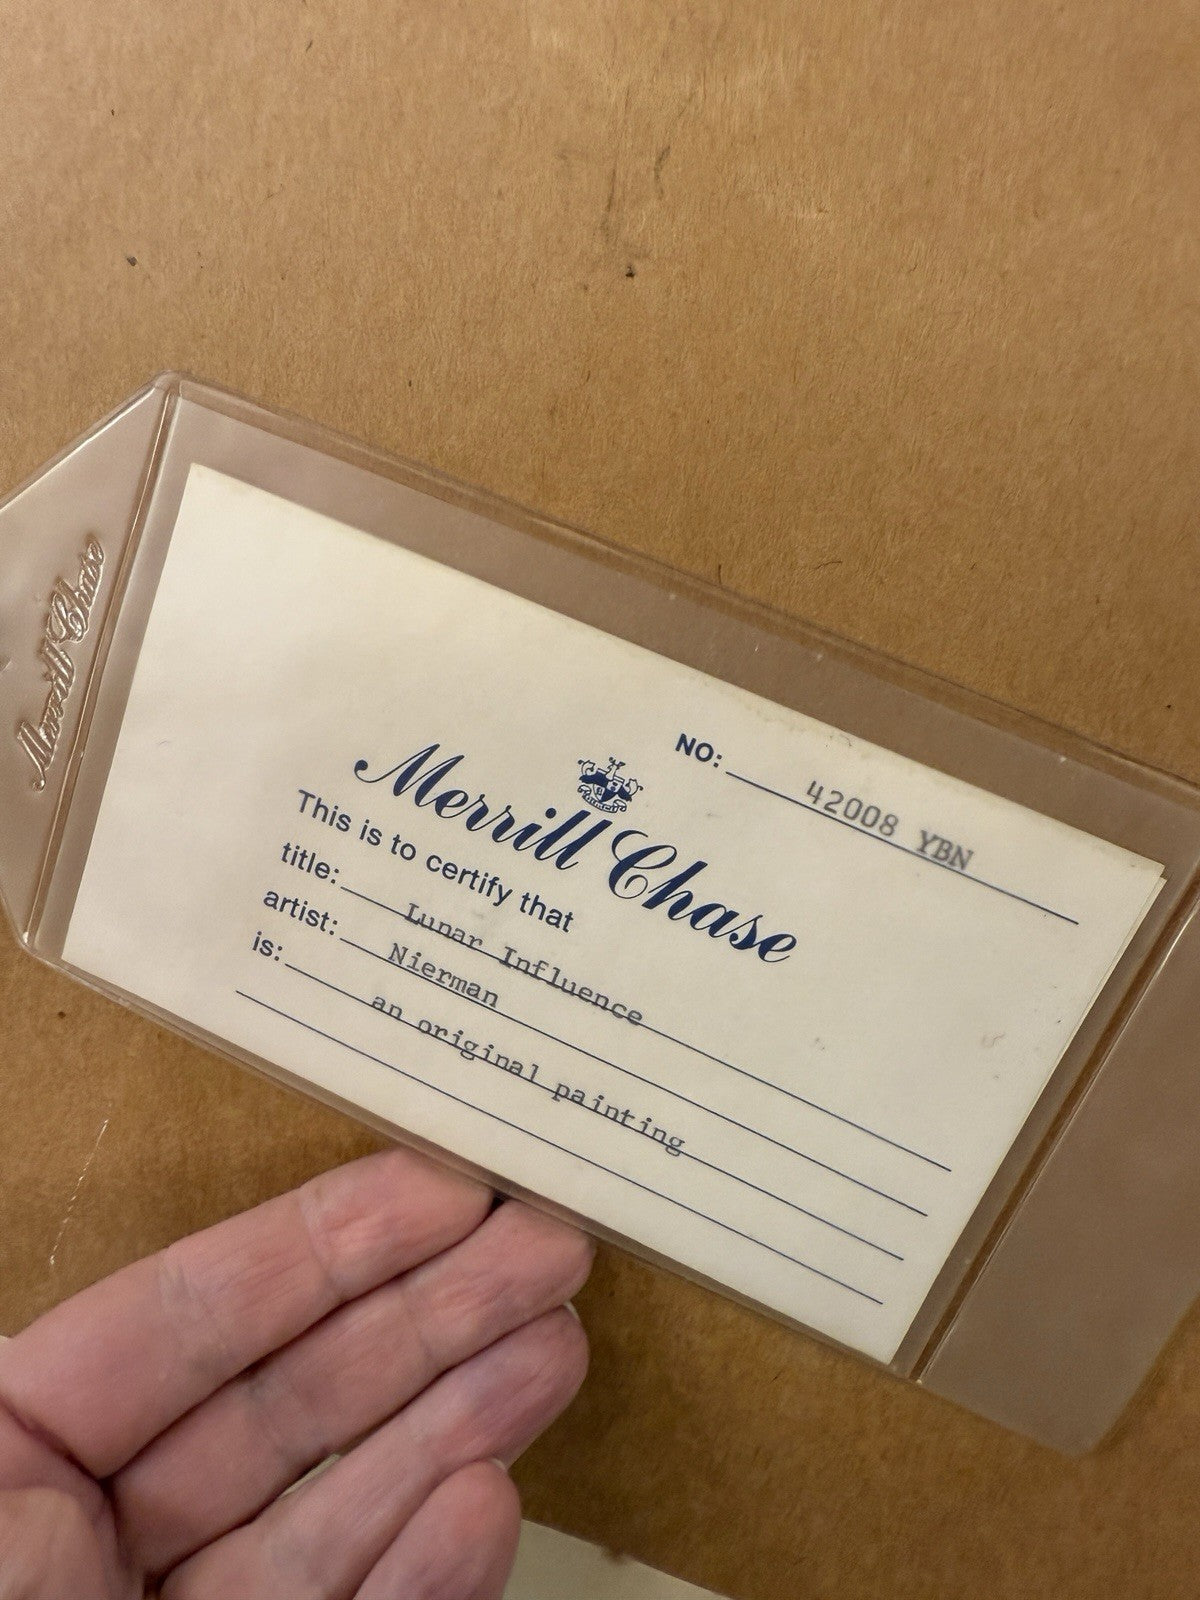 Merrill Chase
NO: 42008 YBN
Merrill Chase
This is to certify that
title: Lunar Influence
artist: Nierman
is: an original painting